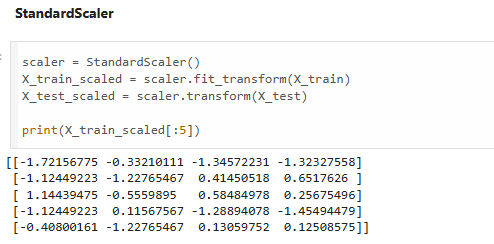 StandardScaler
scaler = StandardScaler()
X_train_scaled = scaler.fit_transform(X_train)
X_test_scaled = scaler.transform(X_test)
print(X_train_scaled[:5])
[[-1.72156775 -0.33210111 -1.34572231 -1.32327558]
[-1.12449223 -1.22765467 0.41450518 0.6517626 ]
[ 1.14439475 -0.5559895 0.58484978 0.25675496]
[-1.12449223 0.11567567 -1.28894078 -1.45494479]
[-0.40800161 -1.22765467 0.13059752 0.12508575]]